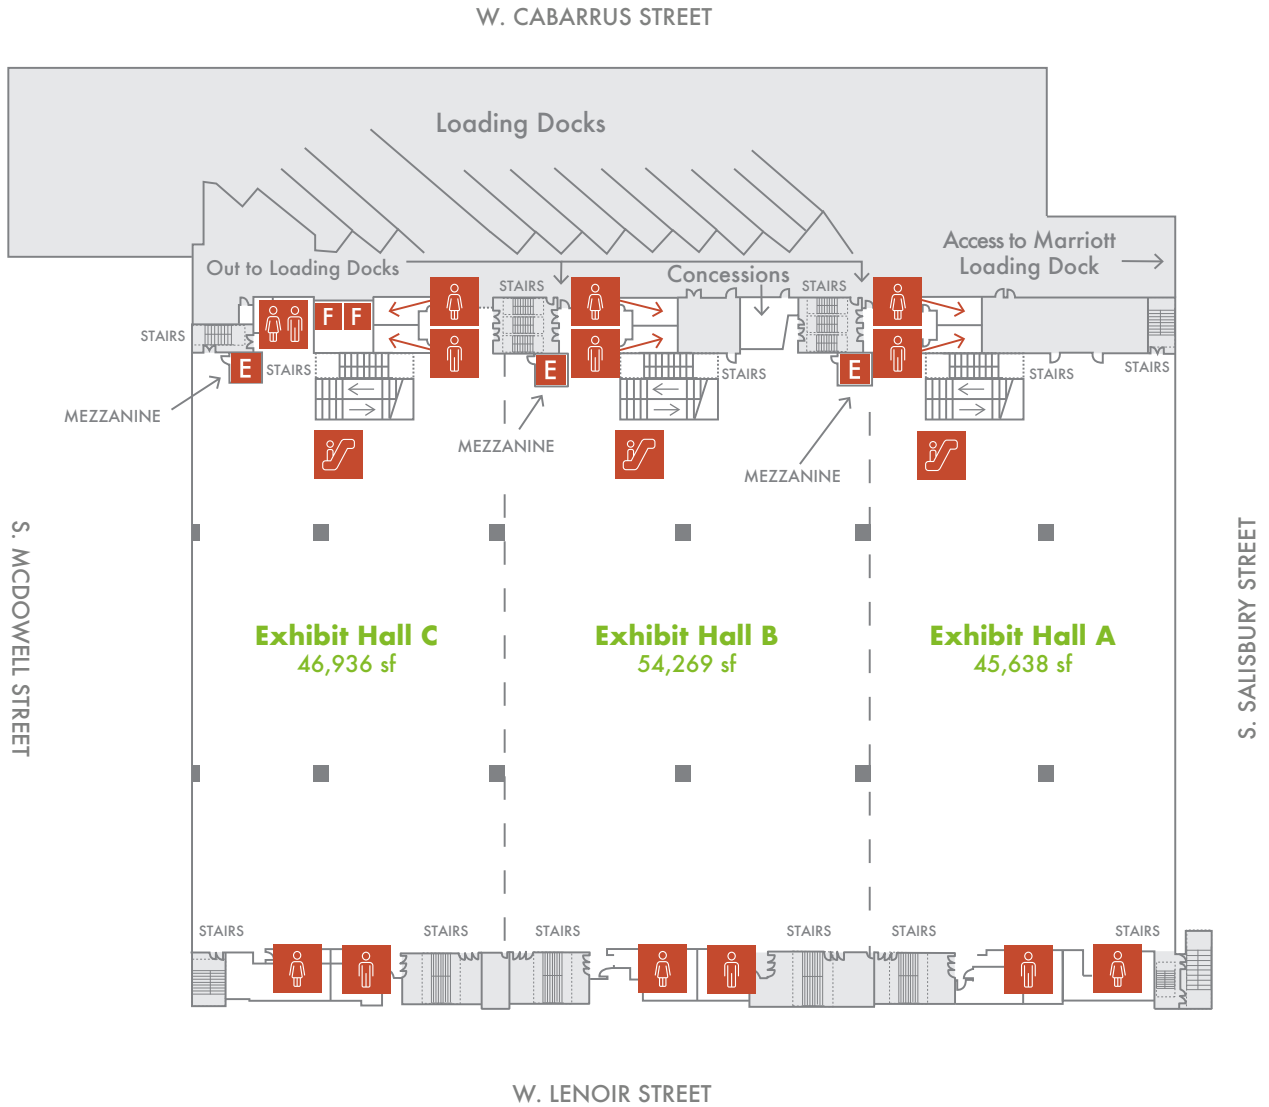 W. CABARRUS STREET
Loading Docks
Access to Marriott
Loading Dock
Out to Loading Docks
Concessions
STAIRS
STAIRS
F F
STAIRS
E
STAIRS
E
STAIRS
E
STAIRS
STAIRS
MEZZANINE
MEZZANINE
MEZZANINE
S. MCDOWELL STREET
S. SALISBURY STREET
Exhibit Hall C
46,936 sf
Exhibit Hall B
54,269 sf
Exhibit Hall A
45,638 sf
STAIRS
STAIRS
STAIRS
STAIRS
STAIRS
STAIRS
W. LENOIR STREET